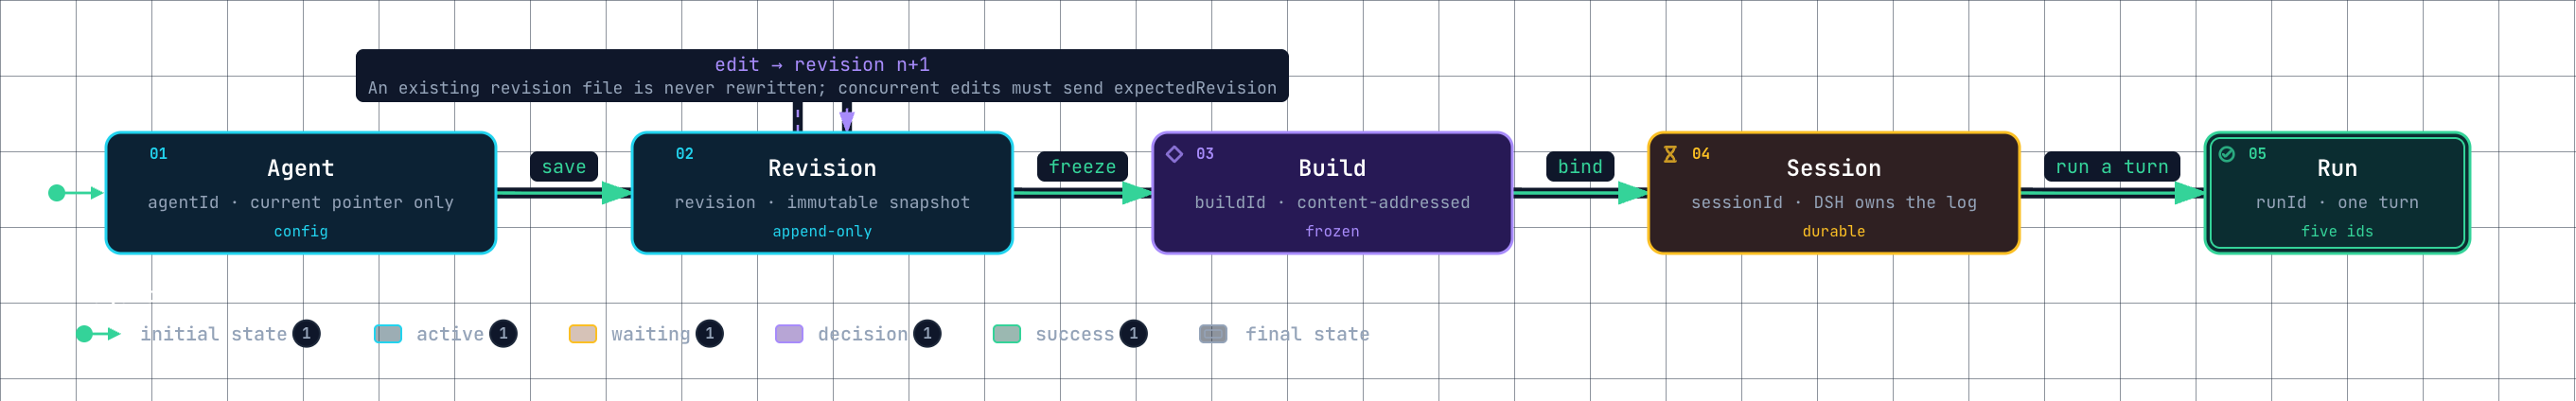 edit → revision n+1
An existing revision file is never rewritten; concurrent edits must send expectedRevision
01
Agent
agentId · current pointer only
config
save
02
Revision
revision · immutable snapshot
append-only
freeze
03
Build
buildId · content-addressed
frozen
bind
04
Session
sessionId · DSH owns the log
durable
run a turn
05
Run
runId · one turn
five ids
initial state 1
active 1
waiting 1
decision 1
success 1
final state